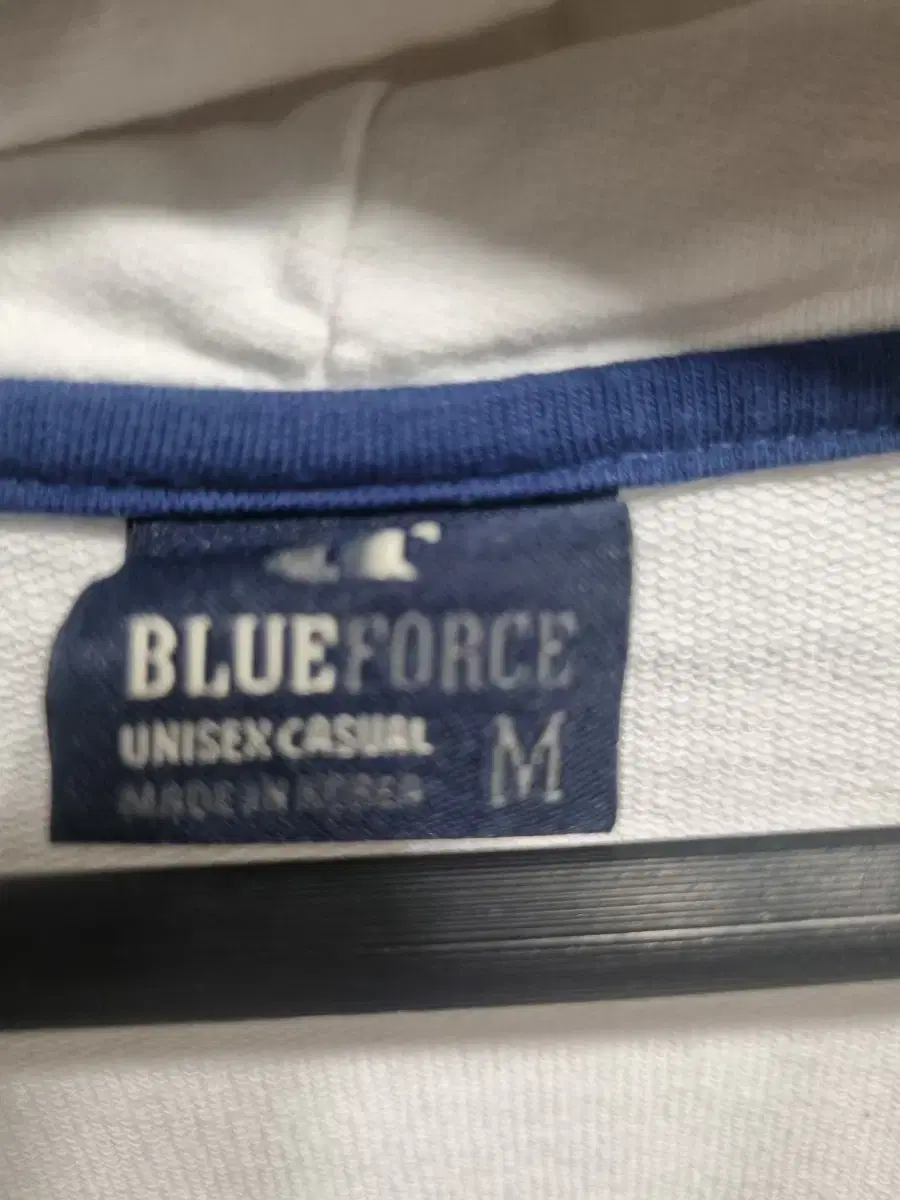 BLUEFORCE
UNISEX CASUAL
MADE IN KOREA
M